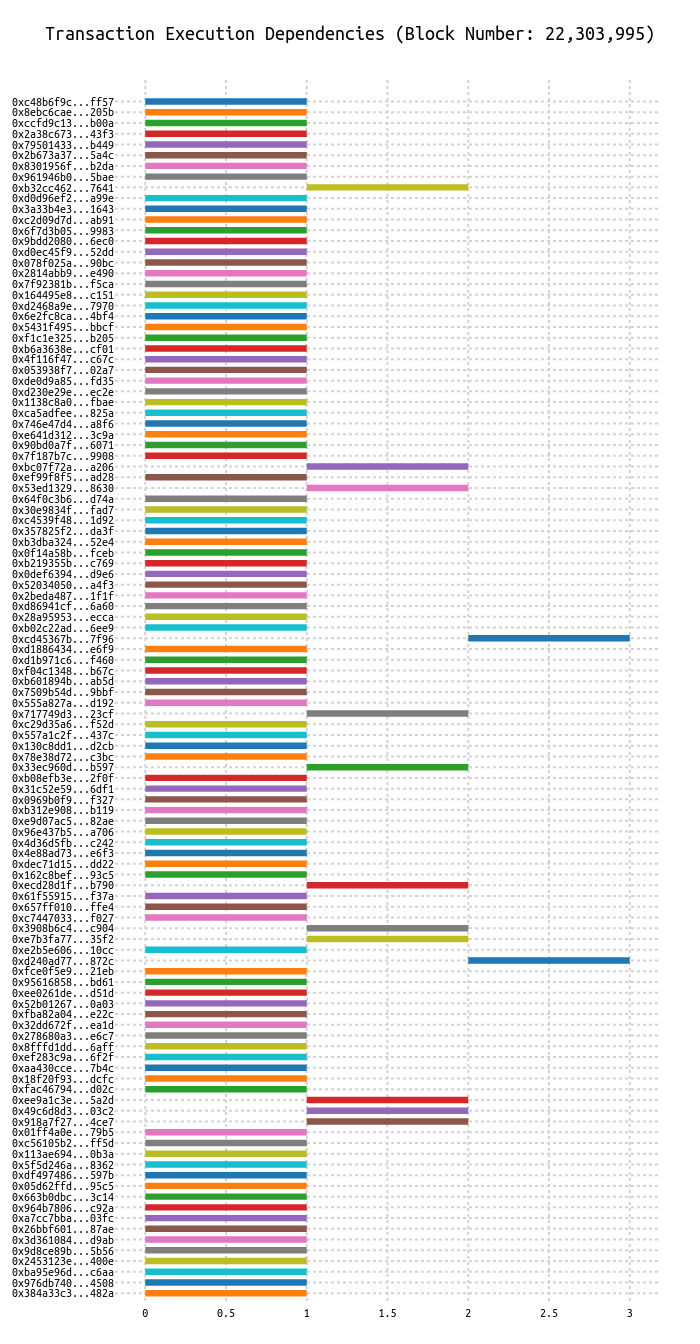 Transaction Execution Dependencies (Block Number: 22,303,995)
0xc48b6f9c...ff57
0x8ebc6cae...205b
0xccfd9c13...b00a
0x2a38c673...43f3
0x79501433...b449
0x2b673a37...5a4c
0x8301956f...b2da
0x961946b0...5bae
0xb32cc462...7641
0xd0d96ef2...a99e
0x3a33b4e3...1643
0xc2d09d7d...ab91
0x6f7d3b05...9983
0x9bdd2080...6ec0
0xd0ec45f9...52dd
0x078f025a...90bc
0x2814abb9...e490
0x7f92381b...f5ca
0x164495e8...c151
0xd2468a9e...7970
0x6e2fc8ca...4bf4
0x5431f495...bbcf
0xf1c1e325...b205
0xb6a3638e...cf01
0x4f116f47...c67c
0x053938f7...02a7
0xde0d9a85...fd35
0xd230e29e...ec2e
0x1138c8a0...fbae
0xca5adfee...825a
0x746e47d4...a8f6
0xe641d312...3c9a
0x90bd0a7f...6071
0x7f187b7c...9908
0xbc07f72a...a206
0xef99f8f5...ad28
0x53ed1329...8630
0x64f0c3b6...d74a
0x30e9834f...fad7
0xc4539f48...1d92
0x357825f2...da3f
0xb3dba324...52e4
0x0f14a58b...fceb
0xb219355b...c769
0x0def6394...d9e6
0x52034050...a4f3
0x2beda487...1f1f
0xd86941cf...6a60
0x28a95953...ecca
0xb02c22ad...6ee9
0xcd45367b...7f96
0xd1886434...e6f9
0xd1b971c6...f460
0xf04c1348...b67c
0xb601894b...ab5d
0x7509b54d...9bbf
0x555a827a...d192
0x717749d3...23cf
0xc29d35a6...f52d
0x557a1c2f...437c
0x130c8dd1...d2cb
0x78e38d72...c3bc
0x33ec960d...b597
0xb08efb3e...2f0f
0x31c52e59...6df1
0x0969b0f9...f327
0xb312e908...b119
0xe9d07ac5...82ae
0x96e437b5...a706
0x4d36d5fb...c242
0x4e88ad73...e6f3
0xdec71d15...dd22
0x162c8bef...93c5
0xecd28d1f...b790
0x61f55915...f37a
0x657ff010...ffe4
0xc7447033...f027
0x3908b6c4...c904
0xe7b3fa77...35f2
0xe2b5e606...10cc
0xd240ad77...872c
0xfce0f5e9...21eb
0x95616858...bd61
0xee0261de...d51d
0x52b01267...0a03
0xfba82a04...e22c
0x32dd672f...ea1d
0x278680a3...e6c7
0x8fffd1dd...6aff
0xef283c9a...6f2f
0xaa430cce...7b4c
0x18f20f93...dcfc
0xfac46794...d02c
0xee9a1c3e...5a2d
0x49c6d8d3...03c2
0x918a7f27...4ce7
0x01ff4a0e...79b5
0xc56105b2...ff5d
0x113ae694...0b3a
0x5f5d246a...8362
0xdf497486...597b
0x05d62ffd...95c5
0x663b0dbc...3c14
0x964b7806...c92a
0xa7cc7bba...03fc
0x26bbf601...87ae
0x3d361084...d9ab
0x9d8ce89b...5b56
0x2453123e...400e
0xba95e96d...c6aa
0x976db740...4508
0x384a33c3...482a
0 0.5 1 1.5 2 2.5 3